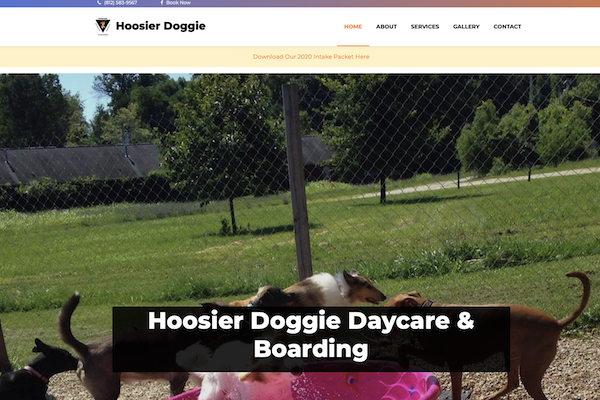 (812) 583-9567 Book Now
Hoosier Doggie HOME ABOUT SERVICES GALLERY CONTACT
Download Our 2020 Intake Packet Here
Hoosier Doggie Daycare &
Boarding